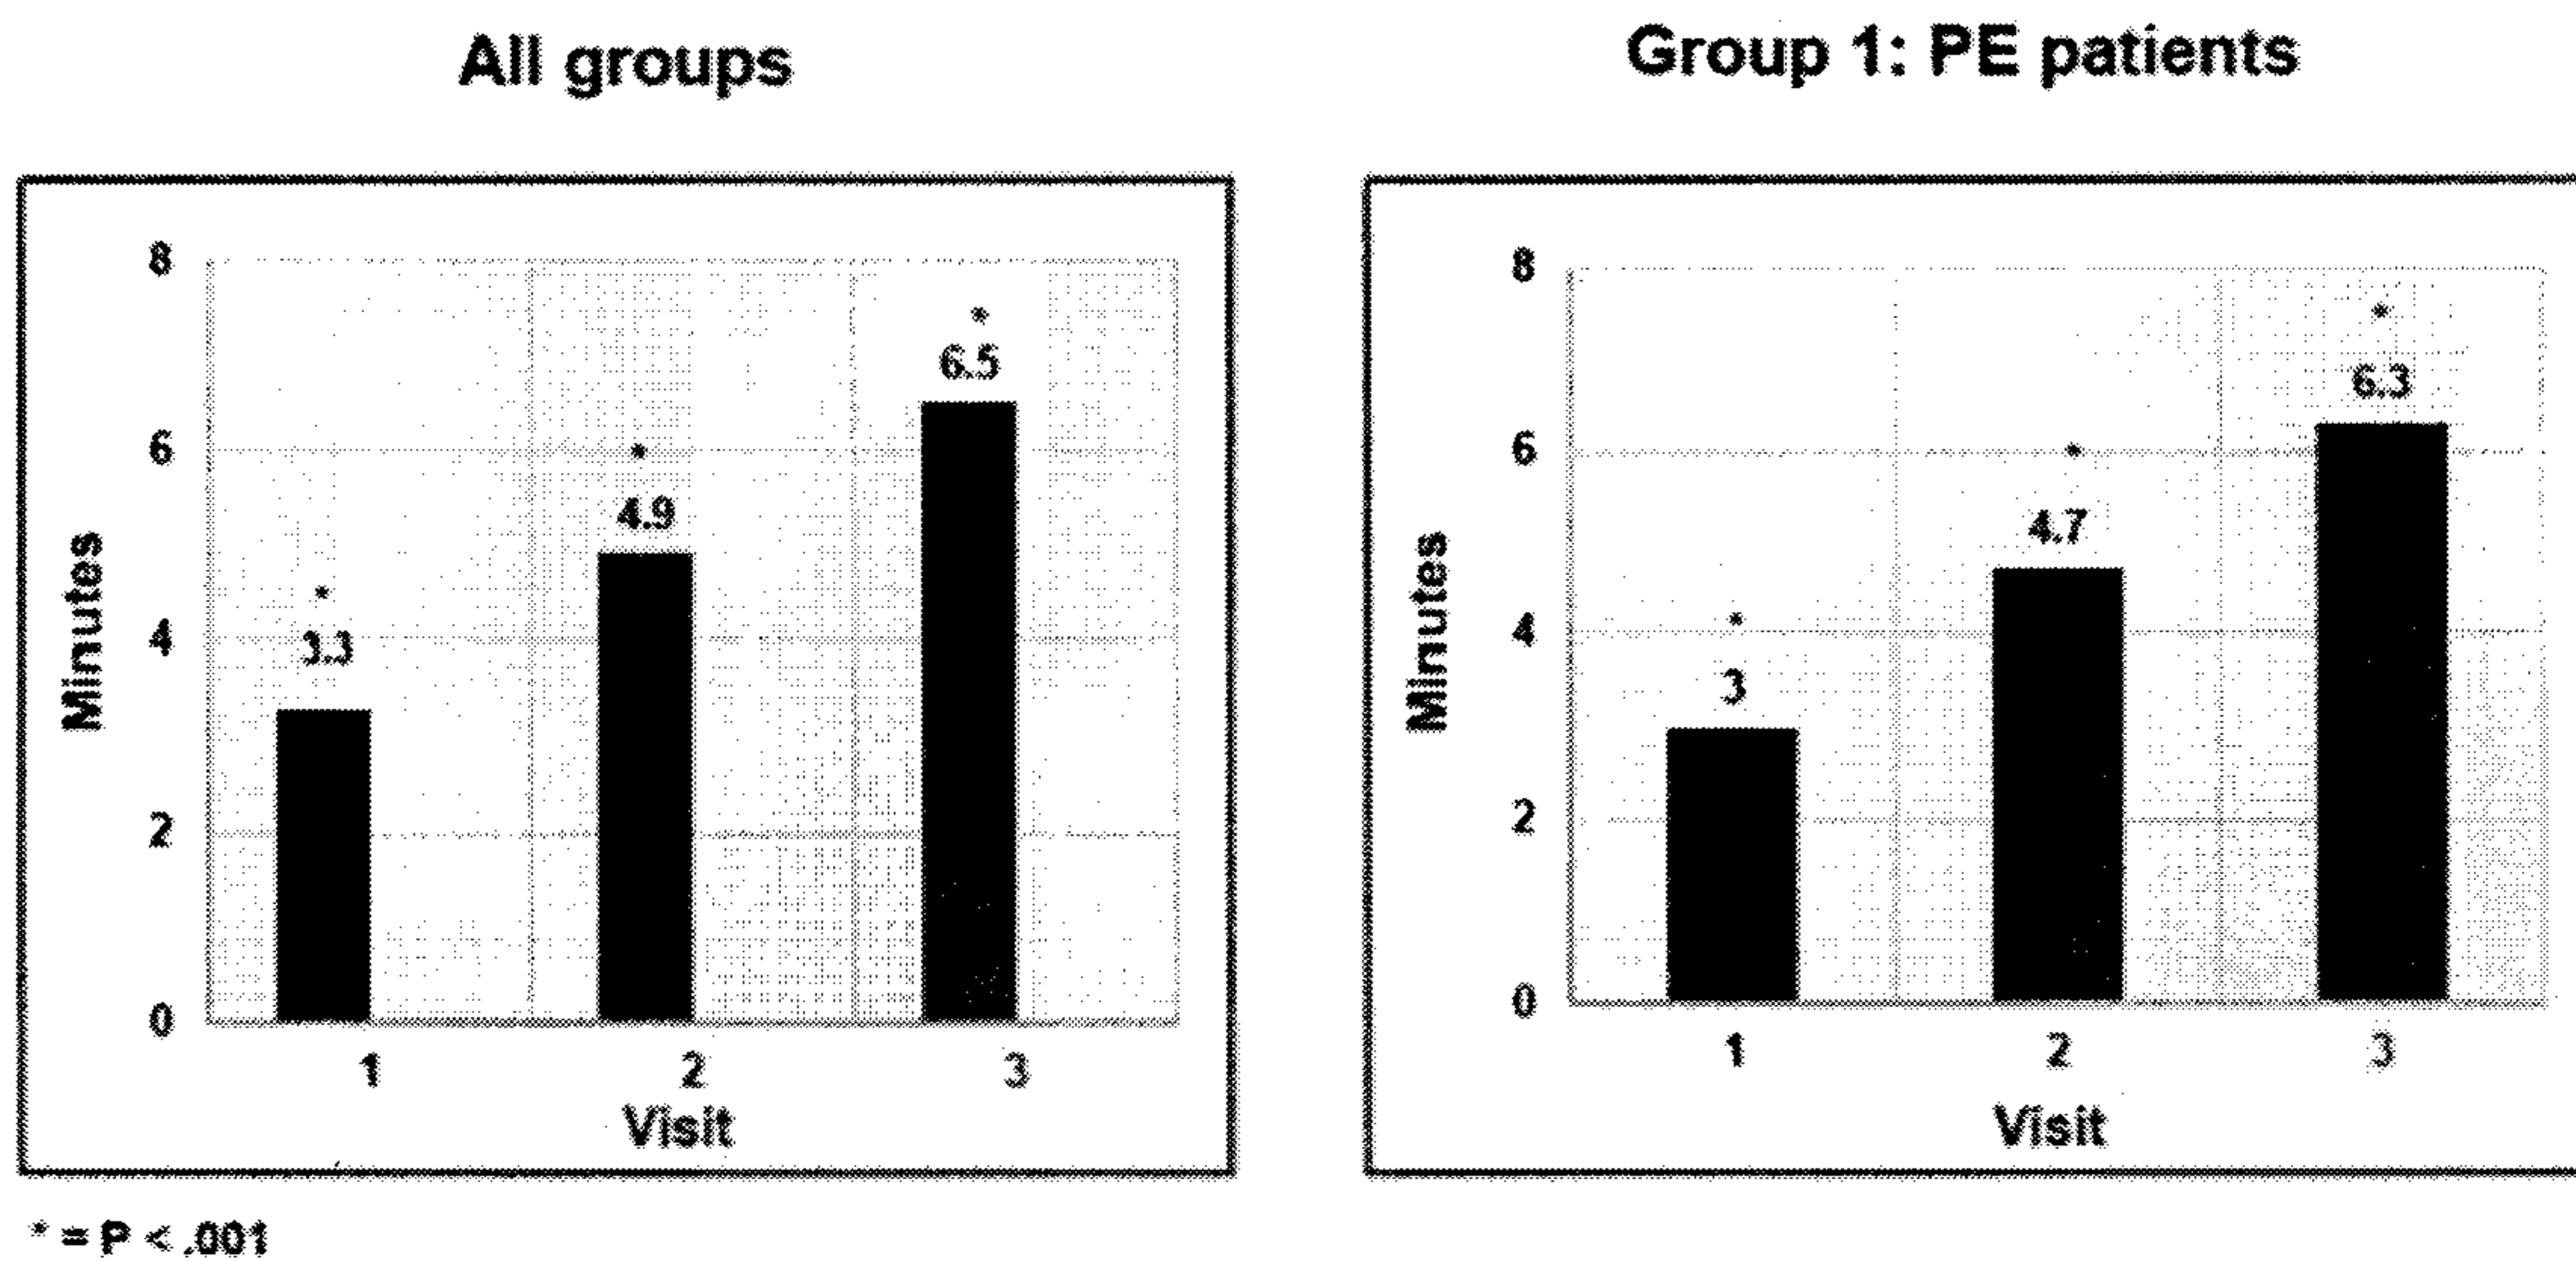 All groups
8
6
4
2
0
Minutes
*
3.3
*
4.9
*
6.5
1 2 3
Visit
* = P < .001
Group 1: PE patients
8
6
4
2
0
Minutes
*
3
*
4.7
*
6.3
1 2 3
Visit